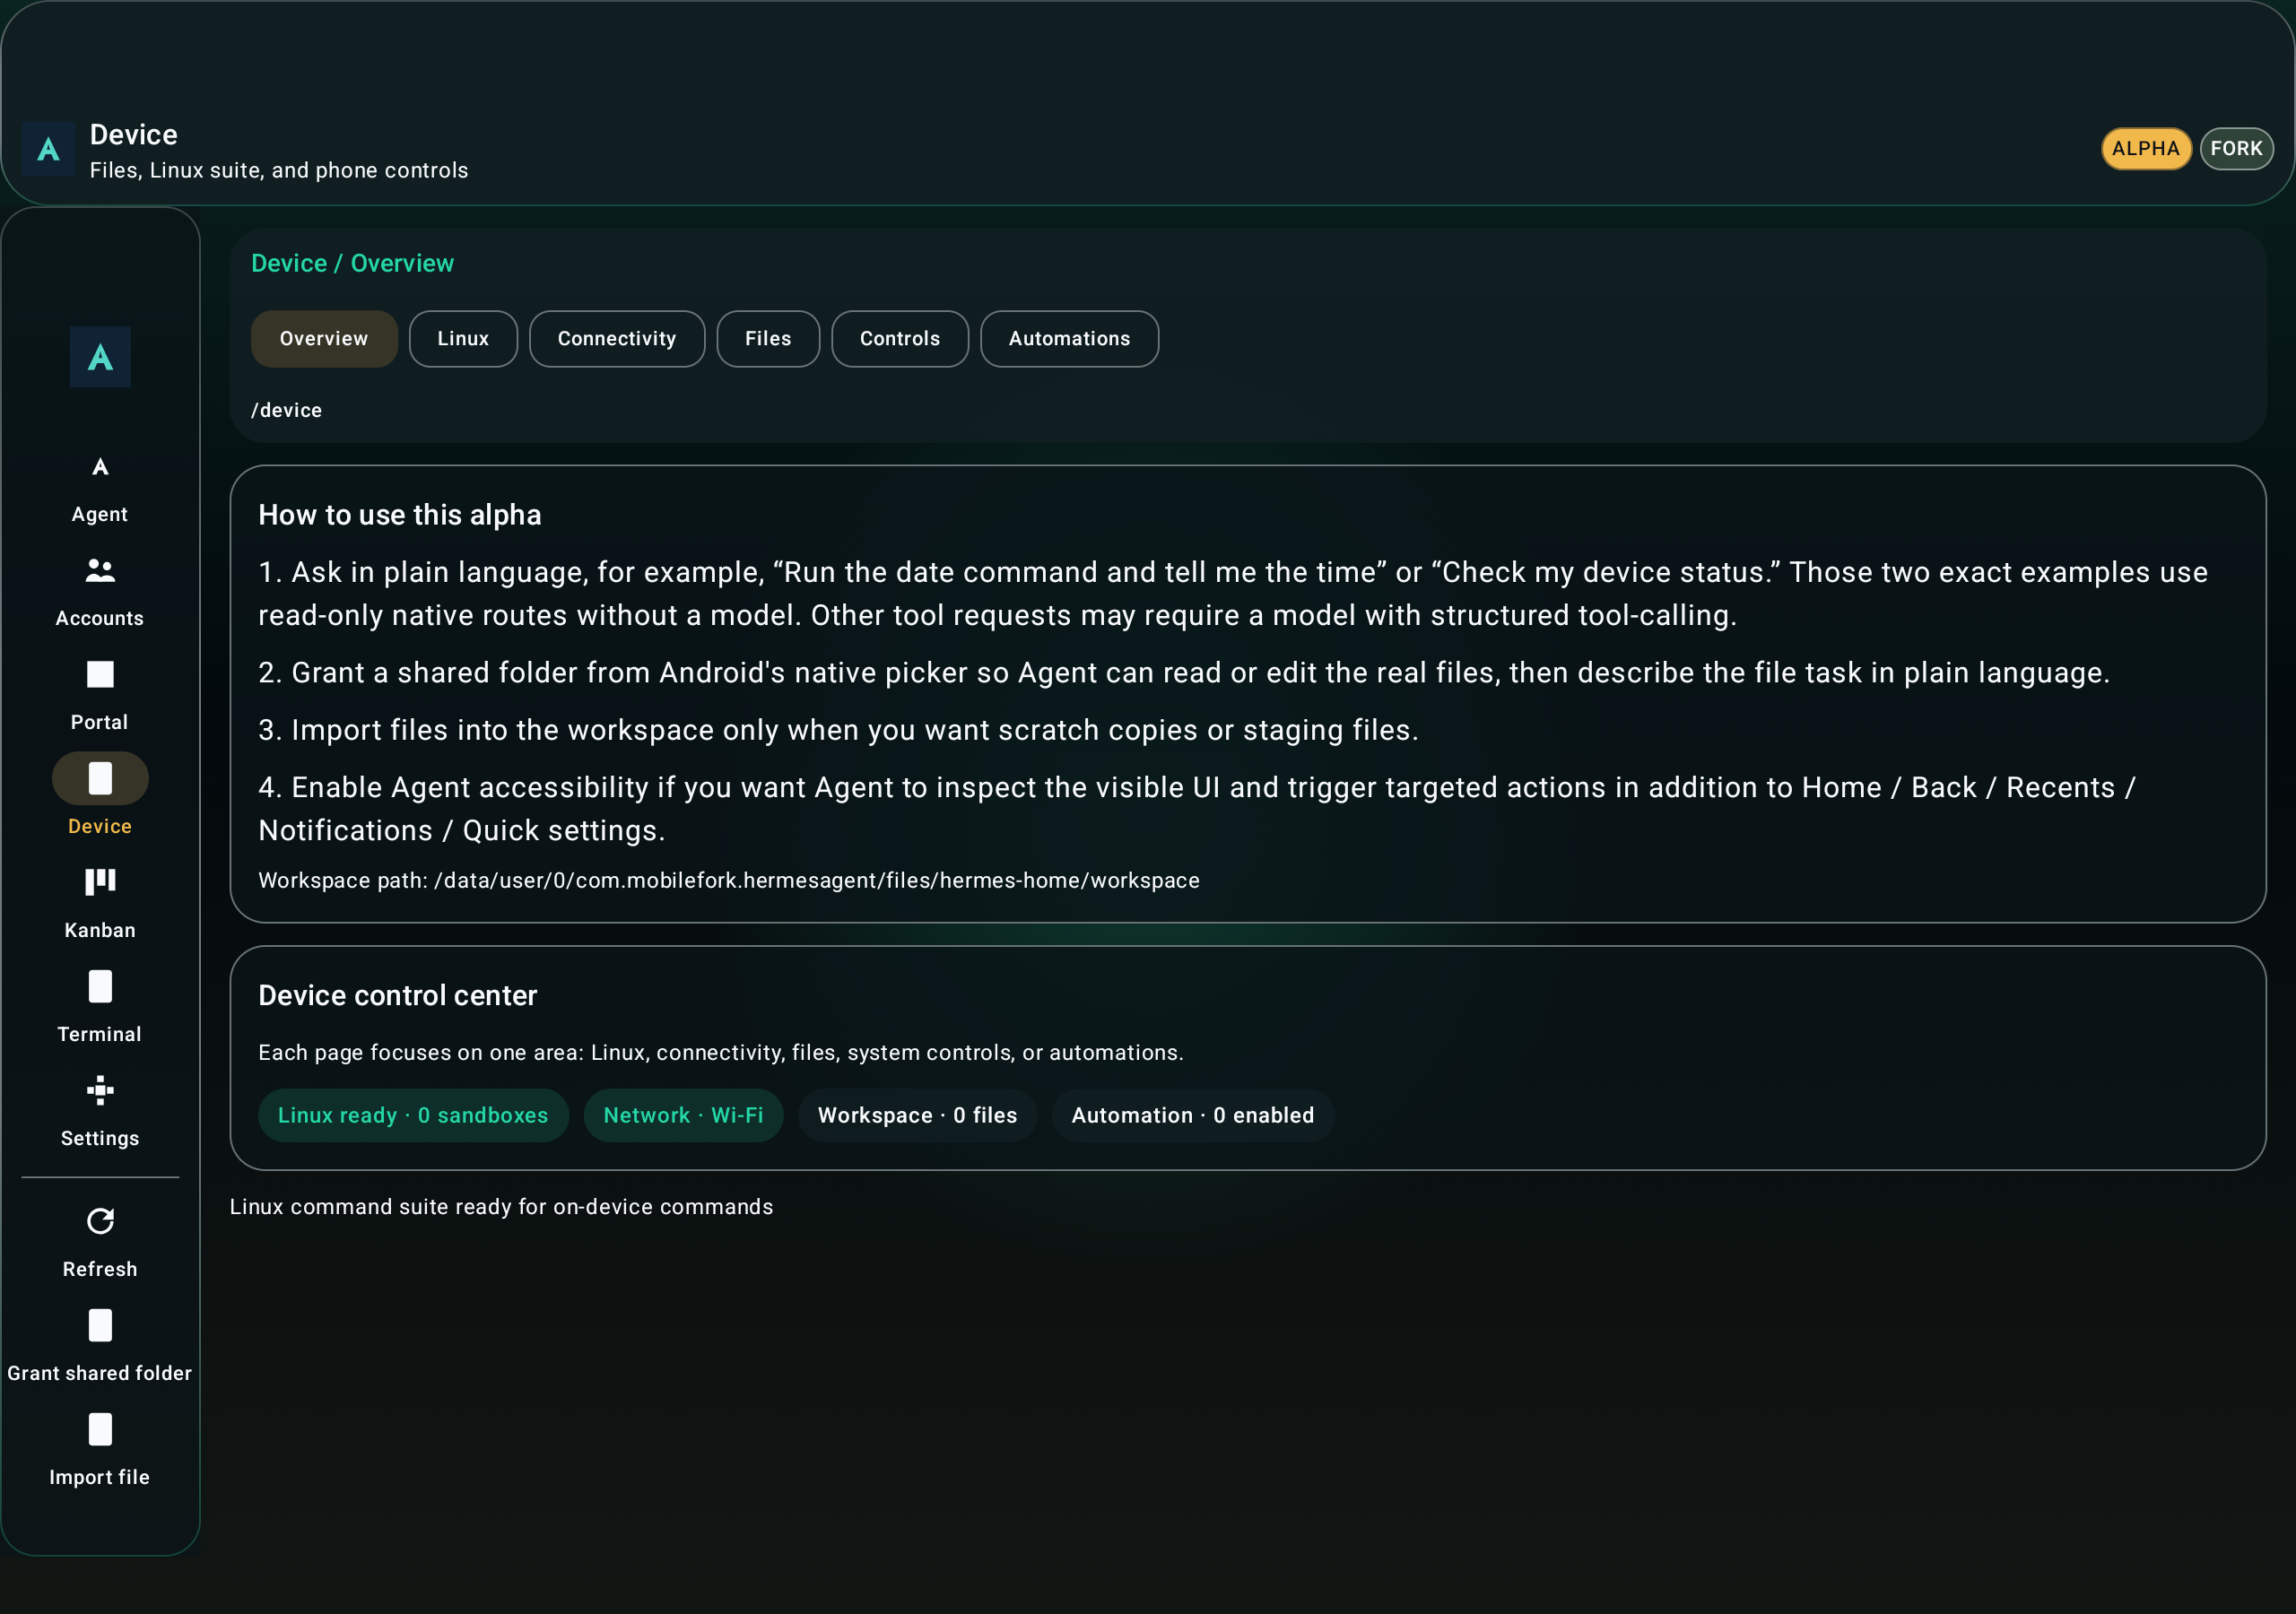 Device
Files, Linux suite, and phone controls
ALPHA
FORK
Agent
Accounts
Portal
Device
Kanban
Terminal
Settings
Refresh
Grant shared folder
Import file
Device / Overview
Overview
Linux
Connectivity
Files
Controls
Automations
/device
How to use this alpha
1. Ask in plain language, for example, “Run the date command and tell me the time” or “Check my device status.” Those two exact examples use
read-only native routes without a model. Other tool requests may require a model with structured tool-calling.
2. Grant a shared folder from Android's native picker so Agent can read or edit the real files, then describe the file task in plain language.
3. Import files into the workspace only when you want scratch copies or staging files.
4. Enable Agent accessibility if you want Agent to inspect the visible UI and trigger targeted actions in addition to Home / Back / Recents /
Notifications / Quick settings.
Workspace path: /data/user/0/com.mobilefork.hermesagent/files/hermes-home/workspace
Device control center
Each page focuses on one area: Linux, connectivity, files, system controls, or automations.
Linux ready · 0 sandboxes
Network · Wi-Fi
Workspace · 0 files
Automation · 0 enabled
Linux command suite ready for on-device commands